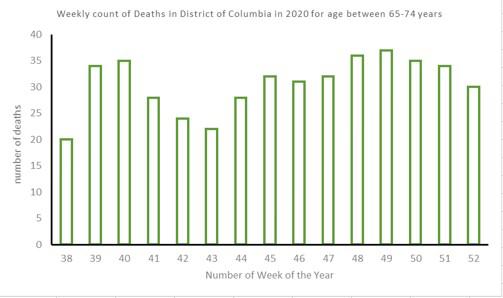 Weekly count of Deaths in District of Columbia in 2020 for age between 65-74 years
40
35
30
25
20
15
10
5
0
number of deaths
38 39 40 41 42 43 44 45 46 47 48 49 50 51 52
Number of Week of the Year